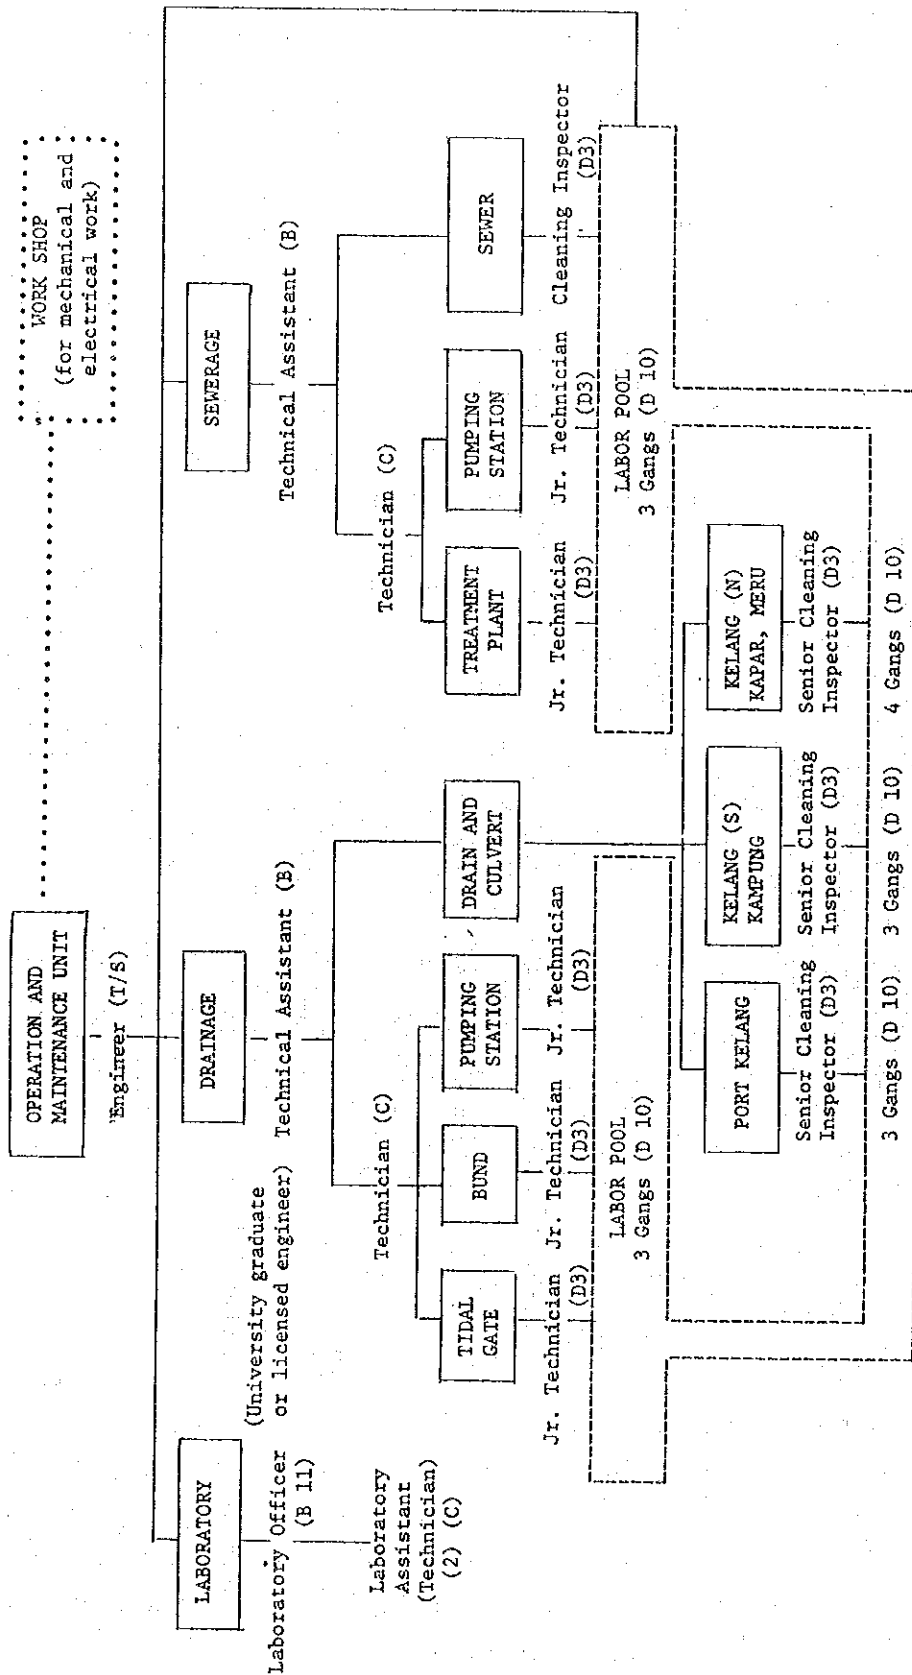 OPERATION AND
MAINTENANCE UNIT
Engineer (T/S)
WORK SHOP
(for mechanical and
electrical work)
LABORATORY
Laboratory Officer
(B 11)
(University graduate
or licensed engineer)
Laboratory
Assistant
(Technician)
(2) (C)
DRAINAGE
Technical Assistant (B)
Technician (C)
TIDAL
GATE
Jr. Technician
(D3)
BUND
Jr. Technician
(D3)
PUMPING
STATION
Jr. Technician
(D3)
DRAIN AND
CULVERT
LABOR POOL
3 Gangs (D 10)
PORT KELANG
Senior Cleaning
Inspector (D3)
3 Gangs (D 10)
KELANG (S)
KAMPUNG
Senior Cleaning
Inspector (D3)
3 Gangs (D 10)
KELANG (N)
KAPAR, MERU
Senior Cleaning
Inspector (D3)
4 Gangs (D 10)
SEWERAGE
Technical Assistant (B)
Technician (C)
TREATMENT
PLANT
Jr. Technician
(D3)
PUMPING
STATION
Jr. Technician
(D3)
SEWER
Cleaning Inspector
(D3)
LABOR POOL
3 Gangs (D 10)